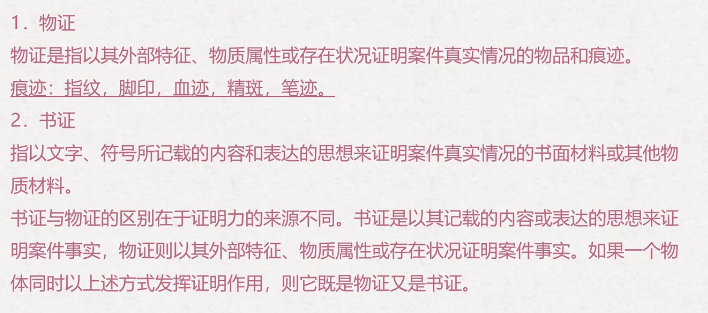 1．物证
物证是指以其外部特征、物质属性或存在状况证明案件真实情况的物品和痕迹。
痕迹：指纹，脚印，血迹，精斑，笔迹。
2．书证
指以文字、符号所记载的内容和表达的思想来证明案件真实情况的书面材料或其他物
质材料。
书证与物证的区别在于证明力的来源不同。书证是以其记载的内容或表达的思想来证
明案件事实，物证则以其外部特征、物质属性或存在状况证明案件事实。如果一个物
体同时以上述方式发挥证明作用，则它既是物证又是书证。